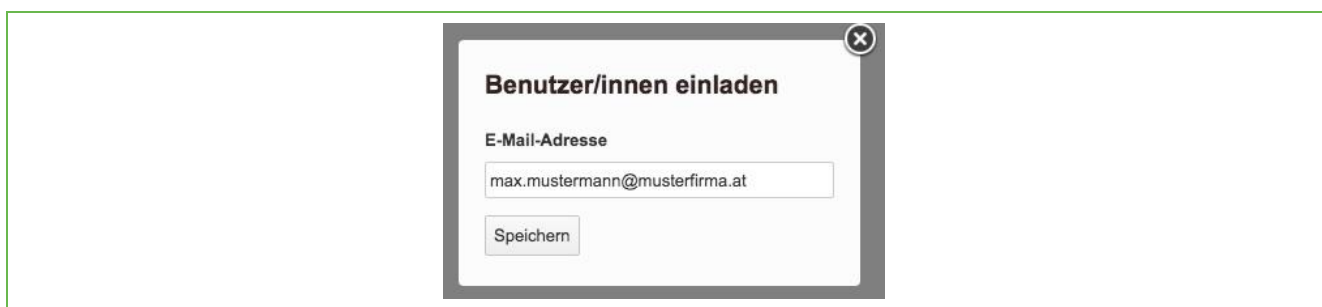 Benutzer/innen einladen
E-Mail-Adresse
max.mustermann@musterfirma.at
Speichern